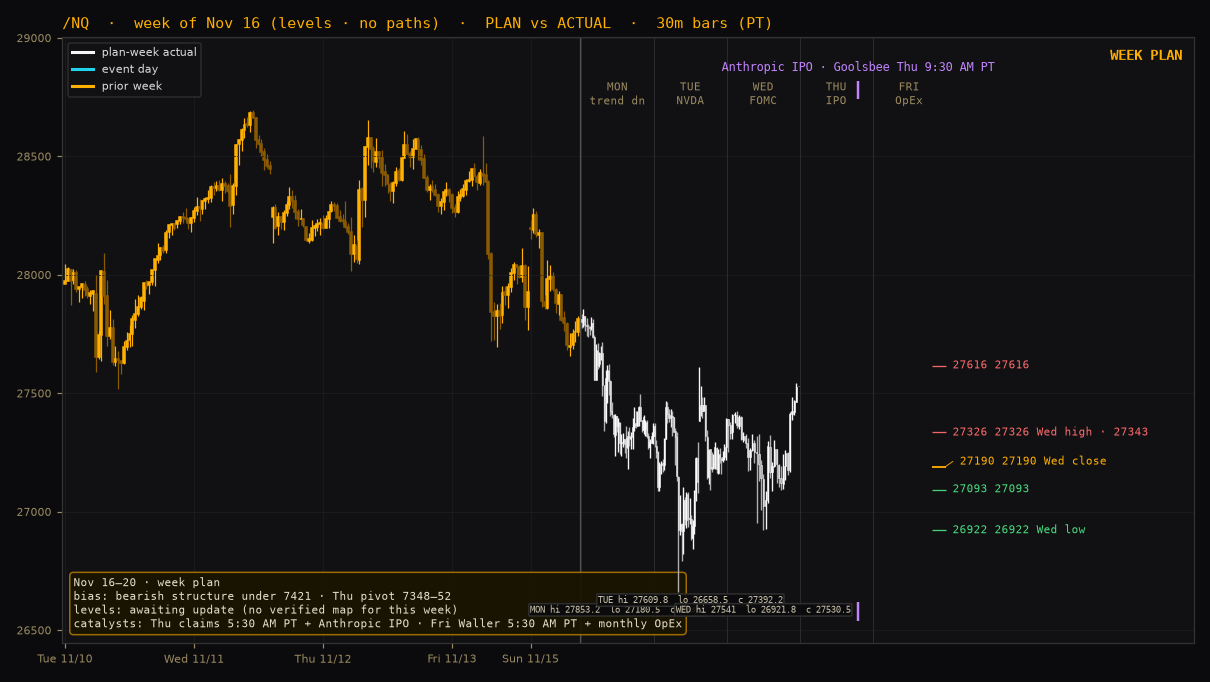 /NQ · week of Nov 16 (levels · no paths) · PLAN vs ACTUAL · 30m bars (PT)
29000
28500
28000
27500
27000
26500
plan-week actual
event day
prior week
WEEK PLAN
Anthropic IPO · Goolsbee Thu 9:30 AM PT
MON
trend dn
TUE
NVDA
WED
FOMC
THU
IPO
FRI
OpEx
27616 27616
27326 27326 Wed high · 27343
27190 27190 Wed close
27093 27093
26922 26922 Wed low
Nov 16–20 · week plan
bias: bearish structure under 7421 · Thu pivot 7348–52
levels: awaiting update (no verified map for this week)
catalysts: Thu claims 5:30 AM PT + Anthropic IPO · Fri Waller 5:30 AM PT + monthly OpEx
TUE hi 27609.8 lo 26658.5 c 27392.2
MON hi 27853.2 lo 27180.5 c
WED hi 27541 lo 26921.8 c 27530.5
Tue 11/10
Wed 11/11
Thu 11/12
Fri 11/13
Sun 11/15